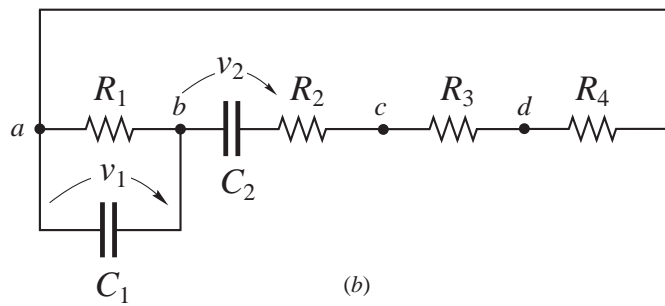 v₂
R₁ b R₂ c R₃ d R₄
a
v₁ C₂
C₁ (b)